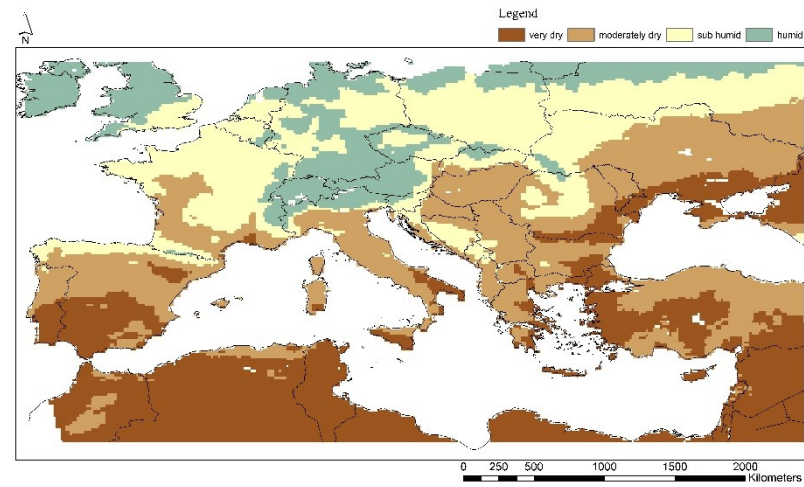 Legend
very dry moderately dry sub humid humid
N
0 250 500 1000 1500 2000
Kilometers